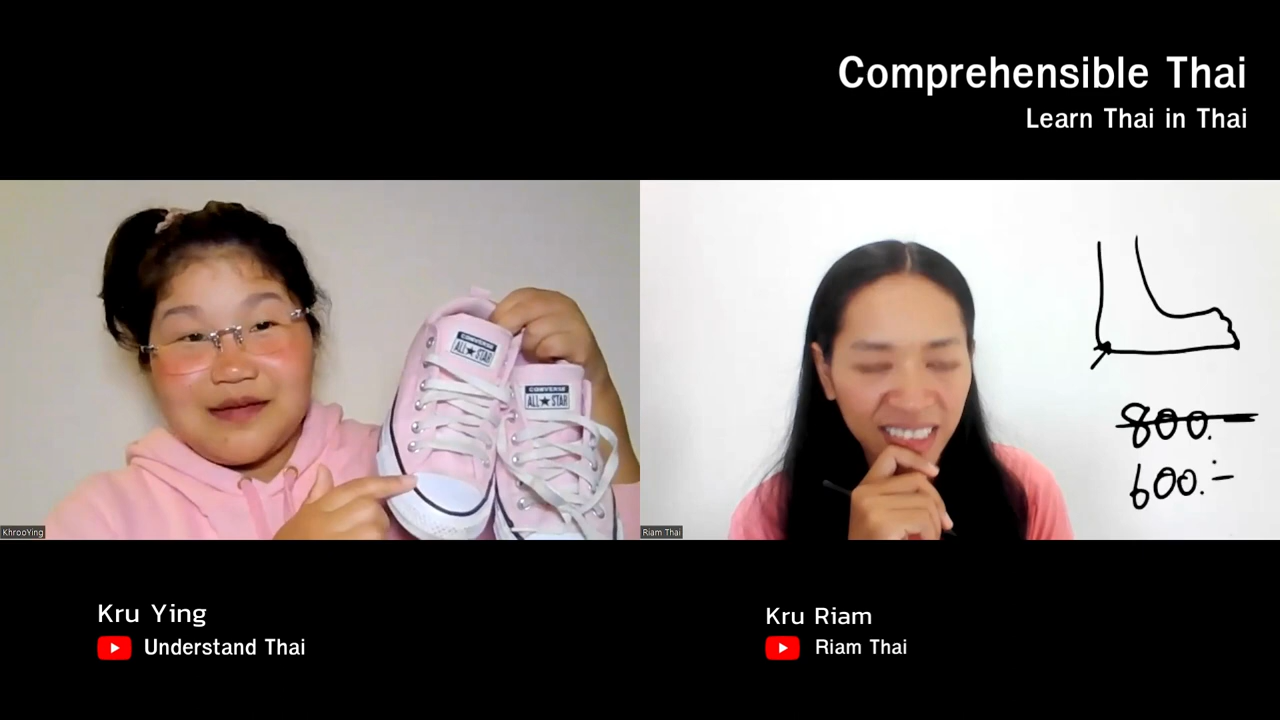 Comprehensible Thai
Learn Thai in Thai
CONVERSE
ALL★STAR
CONVERSE
ALL★STAR
800.-
600.-
KhrooYing
Riam Thai
Kru Ying
Understand Thai
Kru Riam
Riam Thai